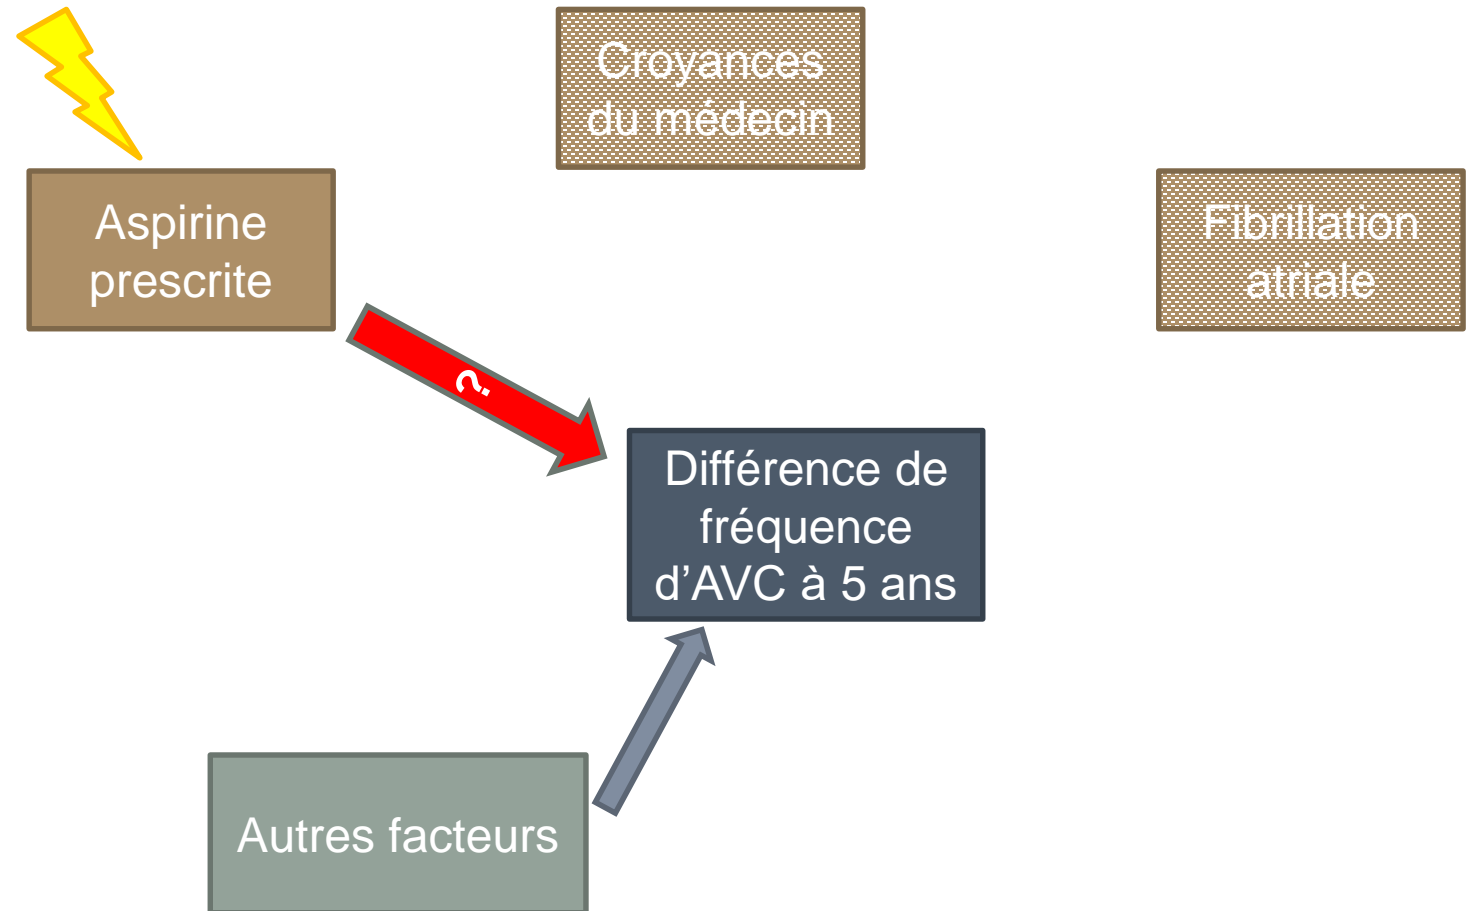 Croyances
du médecin
Aspirine
prescrite
Fibrillation
atriale
?
Différence de
fréquence
d’AVC à 5 ans
Autres facteurs